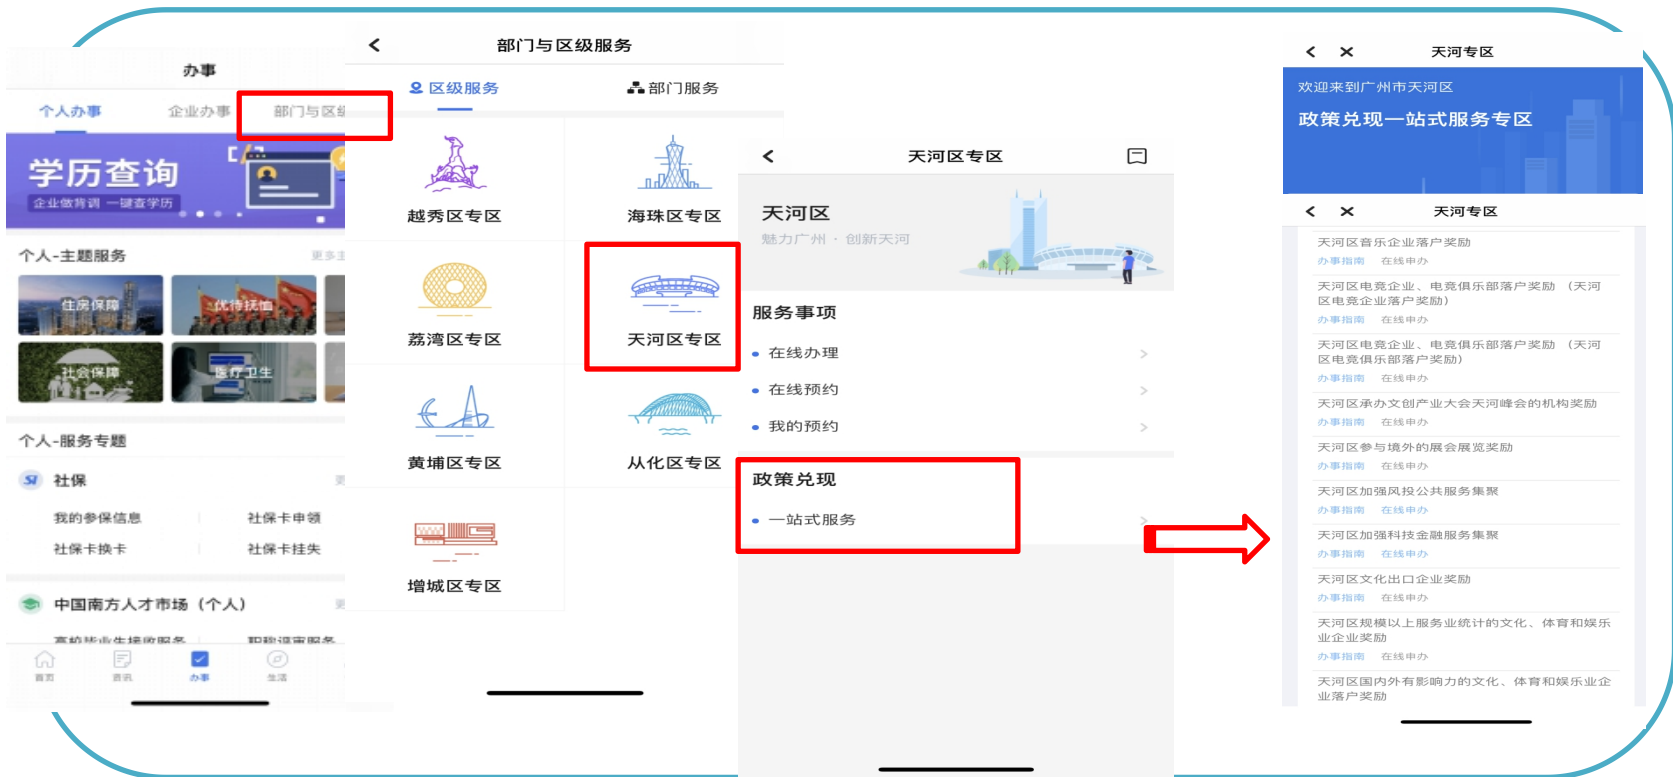 办事
个人办事
企业办事
部门与区级
学历查询
企业做背调 一键查学历
个人-主题服务
更多主
住房保障
优待抚恤
社会保障
医疗卫生
个人-服务专题
社保
更
我的参保信息
社保卡申领
社保卡换卡
社保卡挂失
中国南方人才市场（个人）
更
高校毕业生接收服务
职称评审服务
首页
资讯
办事
生活
部门与区级服务
区级服务
部门服务
越秀区专区
海珠区专区
荔湾区专区
天河区专区
黄埔区专区
从化区专区
增城区专区
天河区专区
天河区
魅力广州 · 创新天河
服务事项
在线办理
在线预约
我的预约
政策兑现
一站式服务
天河专区
欢迎来到广州市天河区
政策兑现一站式服务专区
天河专区
天河区音乐企业落户奖励
办事指南 在线申办
天河区电竞企业、电竞俱乐部落户奖励 （天河
区电竞企业落户奖励）
办事指南 在线申办
天河区电竞企业、电竞俱乐部落户奖励 （天河
区电竞俱乐部落户奖励）
办事指南 在线申办
天河区承办文创产业大会天河峰会的机构奖励
办事指南 在线申办
天河区参与境外的展会展览奖励
办事指南 在线申办
天河区加强风投公共服务集聚
办事指南 在线申办
天河区加强科技金融服务集聚
办事指南 在线申办
天河区文化出口企业奖励
办事指南 在线申办
天河区规模以上服务业统计的文化、体育和娱乐
业企业奖励
办事指南 在线申办
天河区国内外有影响力的文化、体育和娱乐业企
业落户奖励